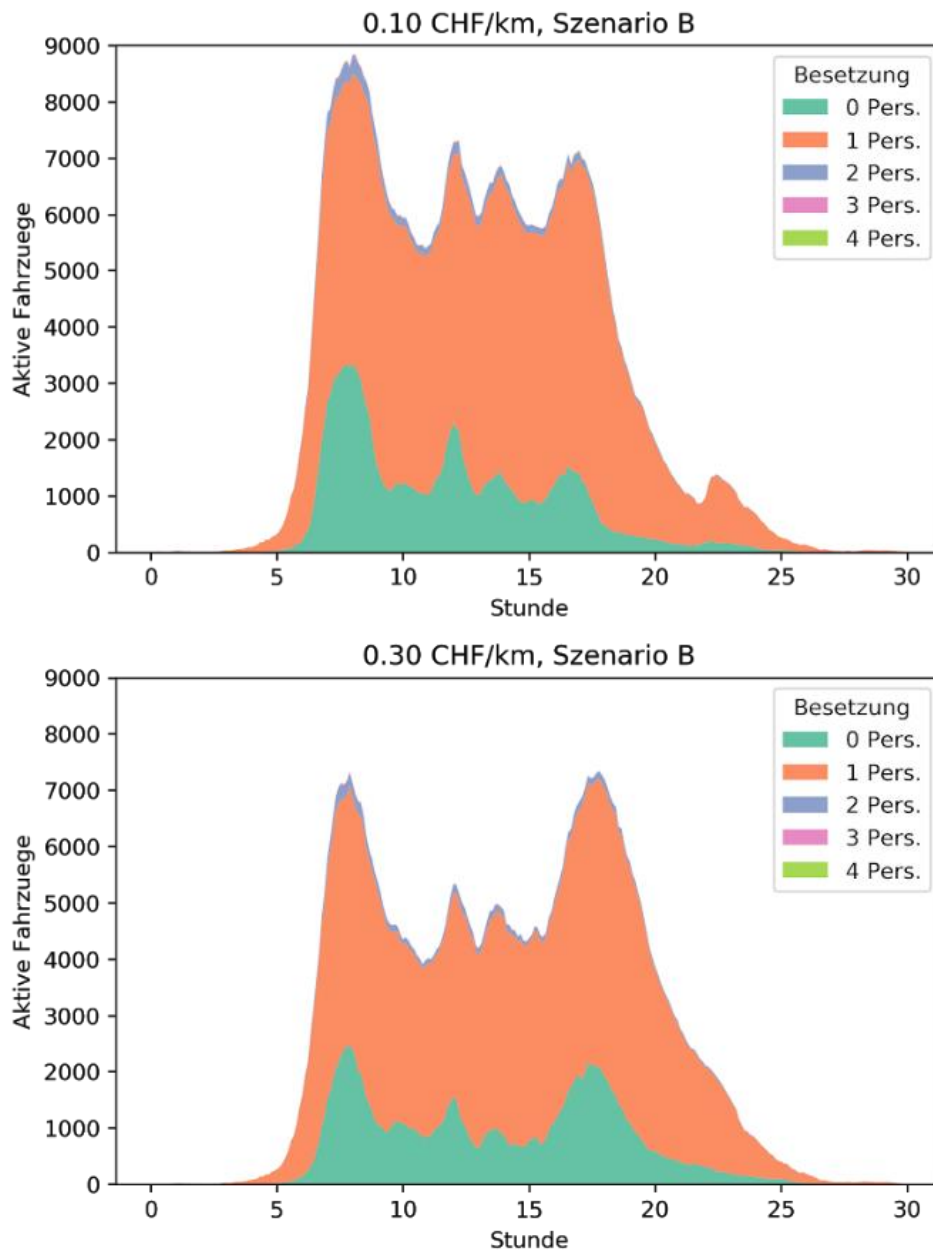 0.10 CHF/km, Szenario B
9000
8000
7000
6000
5000
4000
3000
2000
1000
0
Aktive Fahrzuege
Besetzung
0 Pers.
1 Pers.
2 Pers.
3 Pers.
4 Pers.
0 5 10 15 20 25 30
Stunde
0.30 CHF/km, Szenario B
9000
8000
7000
6000
5000
4000
3000
2000
1000
0
Aktive Fahrzuege
Besetzung
0 Pers.
1 Pers.
2 Pers.
3 Pers.
4 Pers.
0 5 10 15 20 25 30
Stunde